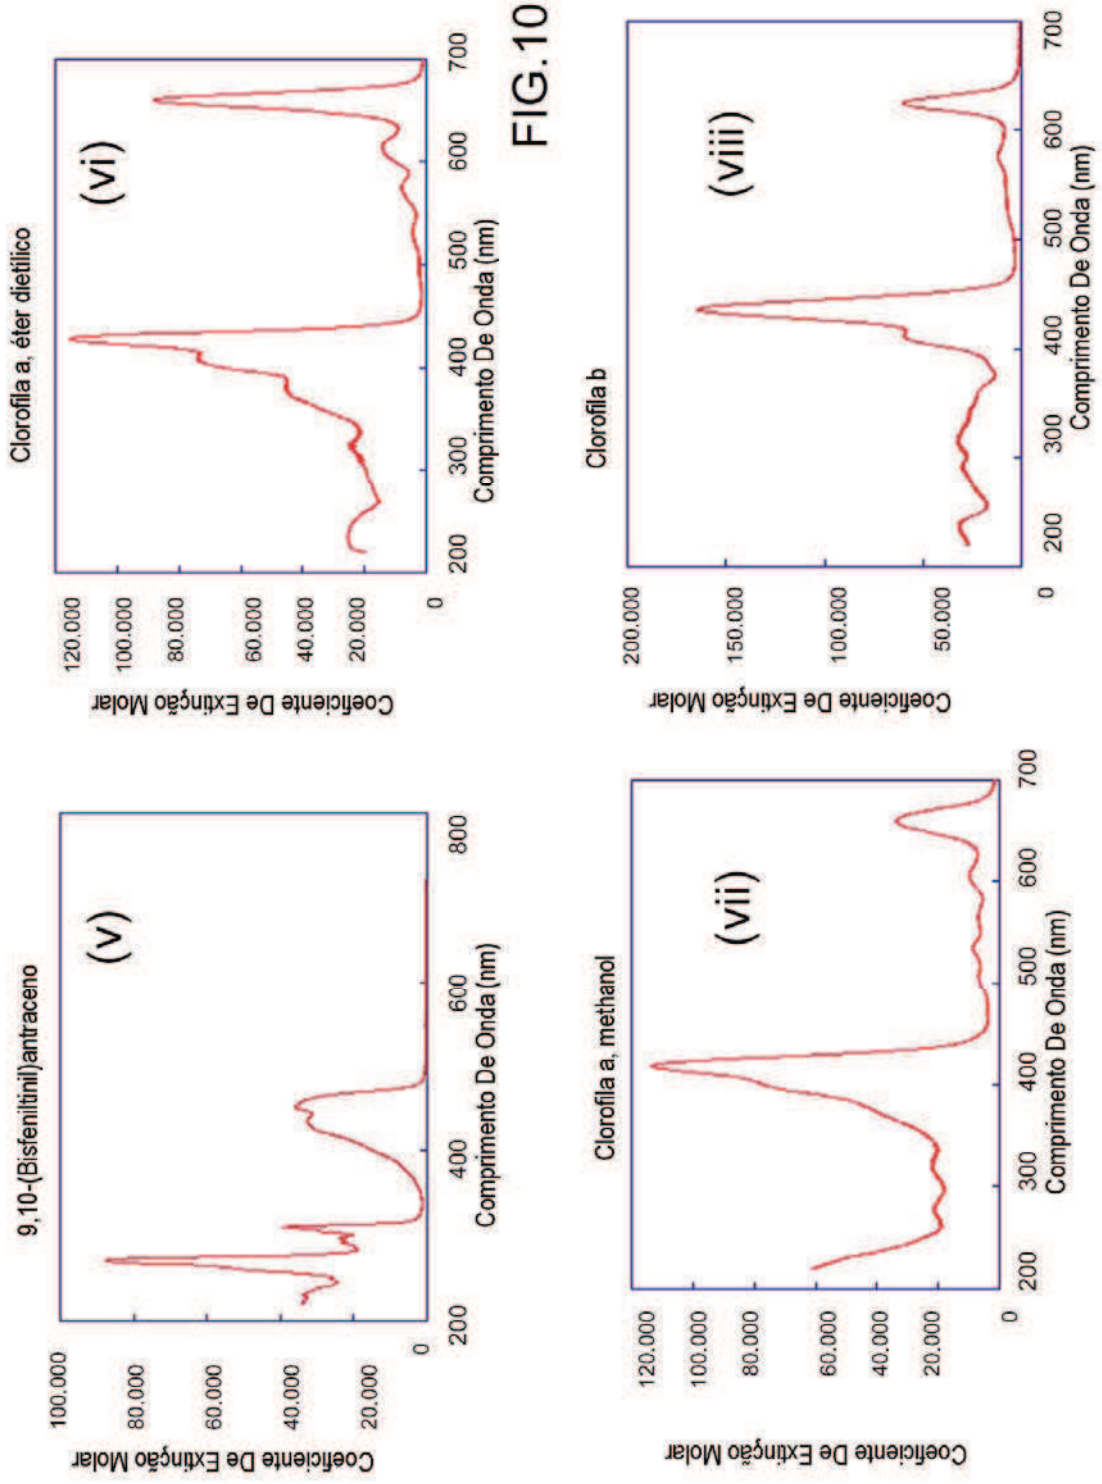 9,10-(Bisfeniltinil)antraceno
(v)
100.000
80.000
60.000
40.000
20.000
0
200
400
600
800
Coeficiente De Extinção Molar
Comprimento De Onda (nm)
Clorofila a, éter dietílico
(vi)
120.000
100.000
80.000
60.000
40.000
20.000
0
200
300
400
500
600
700
Coeficiente De Extinção Molar
Comprimento De Onda (nm)
FIG.10
Clorofila a, methanol
(vii)
120.000
100.000
80.000
60.000
40.000
20.000
0
200
300
400
500
600
700
Coeficiente De Extinção Molar
Comprimento De Onda (nm)
Clorofila b
(viii)
200.000
150.000
100.000
50.000
0
200
300
400
500
600
700
Coeficiente De Extinção Molar
Comprimento De Onda (nm)